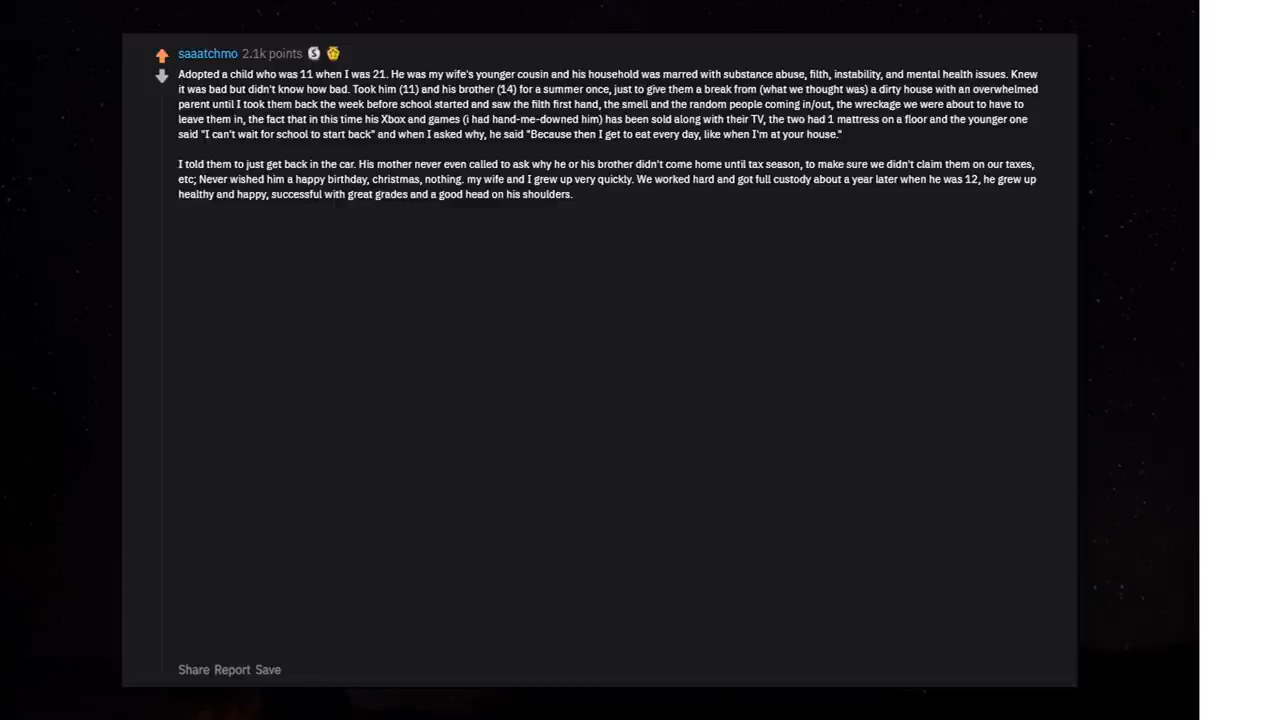 saaatchmo 2.1k points
Adopted a child who was 11 when I was 21. He was my wife's younger cousin and his household was marred with substance abuse, filth, instability, and mental health issues. Knew
it was bad but didn't know how bad. Took him (11) and his brother (14) for a summer once, just to give them a break from (what we thought was) a dirty house with an overwhelmed
parent until I took them back the week before school started and saw the filth first hand, the smell and the random people coming in/out, the wreckage we were about to have to
leave them in, the fact that in this time his Xbox and games (i had hand-me-downed him) has been sold along with their TV, the two had 1 mattress on a floor and the younger one
said "I can't wait for school to start back" and when I asked why, he said "Because then I get to eat every day, like when I'm at your house."
I told them to just get back in the car. His mother never even called to ask why he or his brother didn't come home until tax season, to make sure we didn't claim them on our taxes,
etc; Never wished him a happy birthday, christmas, nothing. my wife and I grew up very quickly. We worked hard and got full custody about a year later when he was 12, he grew up
healthy and happy, successful with great grades and a good head on his shoulders.
Share Report Save